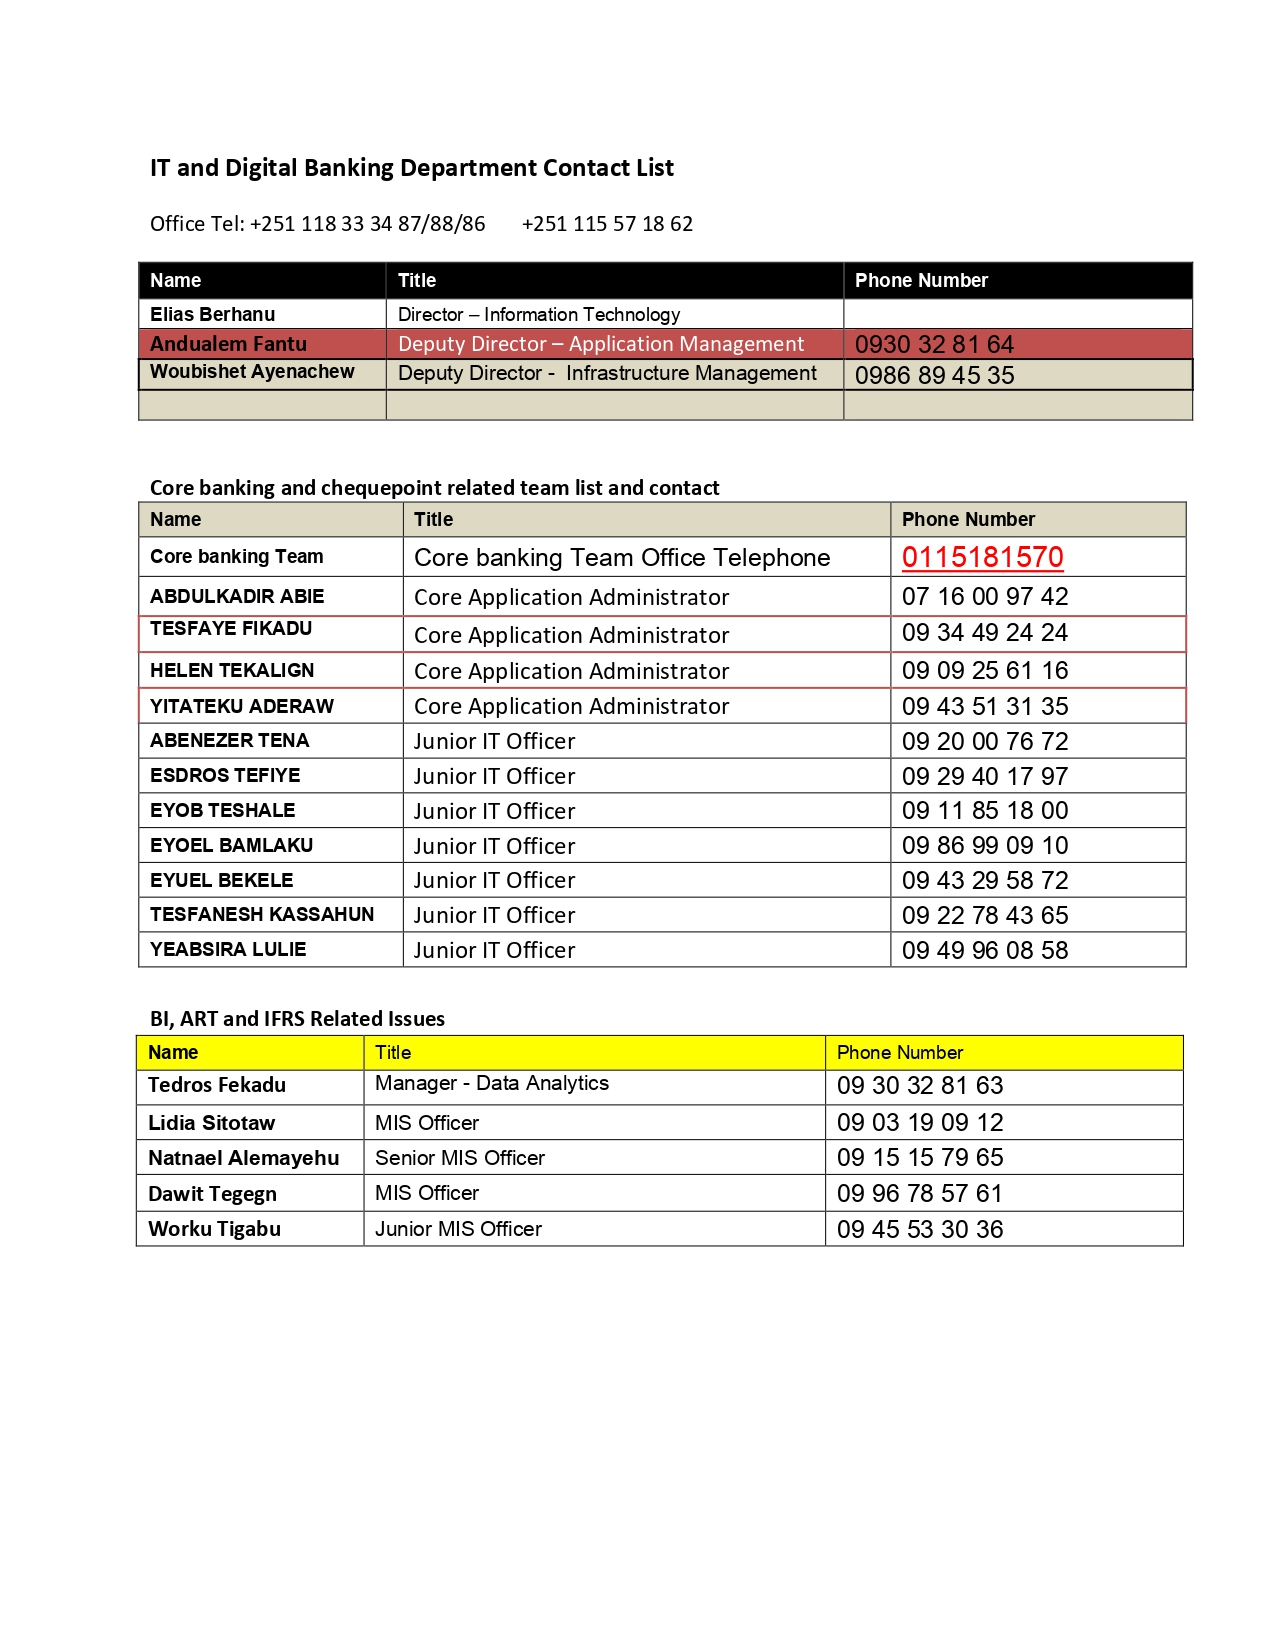 IT and Digital Banking Department Contact List
Office Tel: +251 118 33 34 87/88/86 +251 115 57 18 62
Name Title Phone Number
Elias Berhanu Director – Information Technology
Andualem Fantu Deputy Director – Application Management 0930 32 81 64
Woubishet Ayenachew Deputy Director - Infrastructure Management 0986 89 45 35
Core banking and chequepoint related team list and contact
Name Title Phone Number
Core banking Team Core banking Team Office Telephone 0115181570
ABDULKADIR ABIE Core Application Administrator 07 16 00 97 42
TESFAYE FIKADU Core Application Administrator 09 34 49 24 24
HELEN TEKALIGN Core Application Administrator 09 09 25 61 16
YITATEKU ADERAW Core Application Administrator 09 43 51 31 35
ABENEZER TENA Junior IT Officer 09 20 00 76 72
ESDROS TEFIYE Junior IT Officer 09 29 40 17 97
EYOB TESHALE Junior IT Officer 09 11 85 18 00
EYOEL BAMLAKU Junior IT Officer 09 86 99 09 10
EYUEL BEKELE Junior IT Officer 09 43 29 58 72
TESFANESH KASSAHUN Junior IT Officer 09 22 78 43 65
YEABSIRA LULIE Junior IT Officer 09 49 96 08 58
BI, ART and IFRS Related Issues
Name Title Phone Number
Tedros Fekadu Manager - Data Analytics 09 30 32 81 63
Lidia Sitotaw MIS Officer 09 03 19 09 12
Natnael Alemayehu Senior MIS Officer 09 15 15 79 65
Dawit Tegegn MIS Officer 09 96 78 57 61
Worku Tigabu Junior MIS Officer 09 45 53 30 36